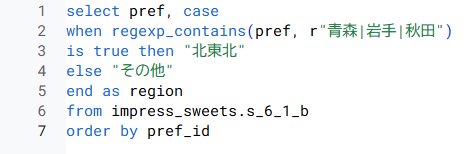 1 select pref, case
2 when regexp_contains(pref, r"青森|岩手|秋田")
3 is true then "北東北"
4 else "その他"
5 end as region
6 from impress_sweets.s_6_1_b
7 order by pref_id